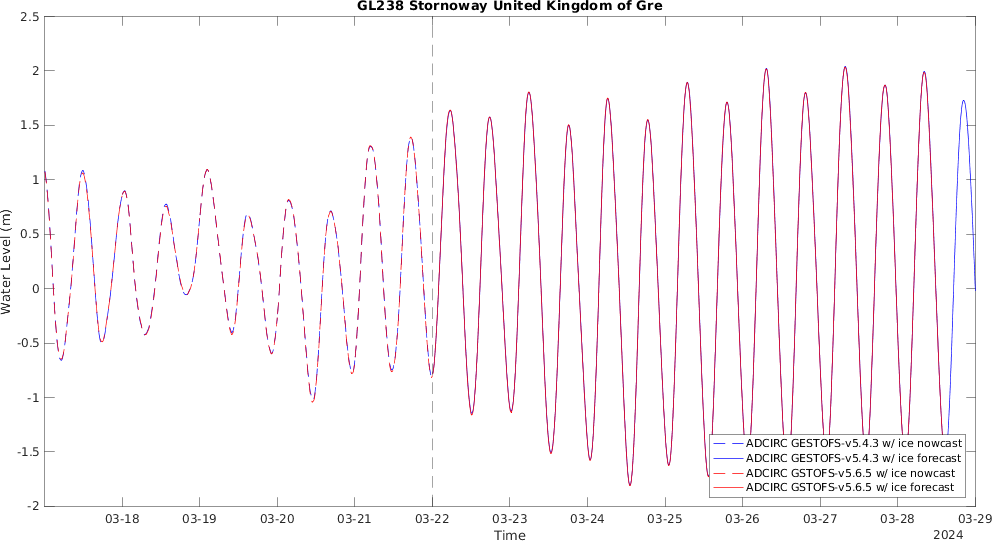 GL238 Stornoway United Kingdom of Gre
2.5
2
1.5
1
0.5
0
-0.5
-1
-1.5
-2
Water Level (m)
ADCIRC GESTOFS-v5.4.3 w/ ice nowcast
ADCIRC GESTOFS-v5.4.3 w/ ice forecast
ADCIRC GSTOFS-v5.6.5 w/ ice nowcast
ADCIRC GSTOFS-v5.6.5 w/ ice forecast
03-18 03-19 03-20 03-21 03-22 03-23 03-24 03-25 03-26 03-27 03-28 03-29
Time
2024